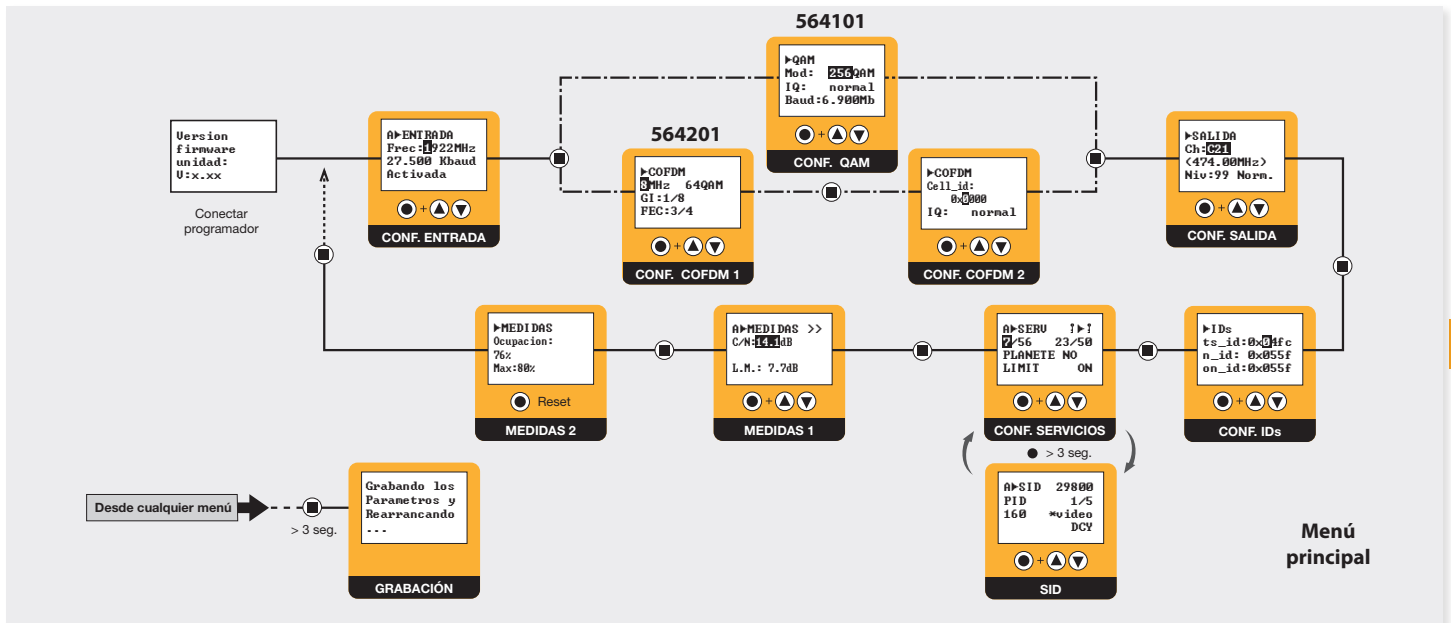 564101
▶QAM
Mod: 256QAM
IQ: normal
Baud:6.900Mb
+
CONF. QAM
Version
firmware
unidad:
V:x.xx
Conectar
programador
A▶ENTRADA
Frec:1922MHz
27.500 Kbaud
Activada
+
CONF. ENTRADA
564201
▶COFDM
8MHz 64QAM
GI:1/8
FEC:3/4
+
CONF. COFDM 1
▶COFDM
Cell_id:
0x0000
IQ: normal
+
CONF. COFDM 2
▶SALIDA
Ch:C21
(474.00MHz)
Niv:99 Norm.
+
CONF. SALIDA
▶MEDIDAS
Ocupacion:
76%
Max:80%
Reset
MEDIDAS 2
A▶MEDIDAS >>
C/N:14.1dB
L.M.: 7.7dB
+
MEDIDAS 1
A▶SERV !▶!
7/56 23/50
PLANETE NO
LIMIT ON
+
CONF. SERVICIOS
▶IDs
ts_id:0x04fc
n_id: 0x055f
on_id:0x055f
+
CONF. IDs
> 3 seg.
A▶SID 29800
PID 1/5
160 *video
DCY
+
SID
Desde cualquier menú
> 3 seg.
Grabando los
Parametros y
Rearrancando
...
GRABACIÓN
Menú
principal